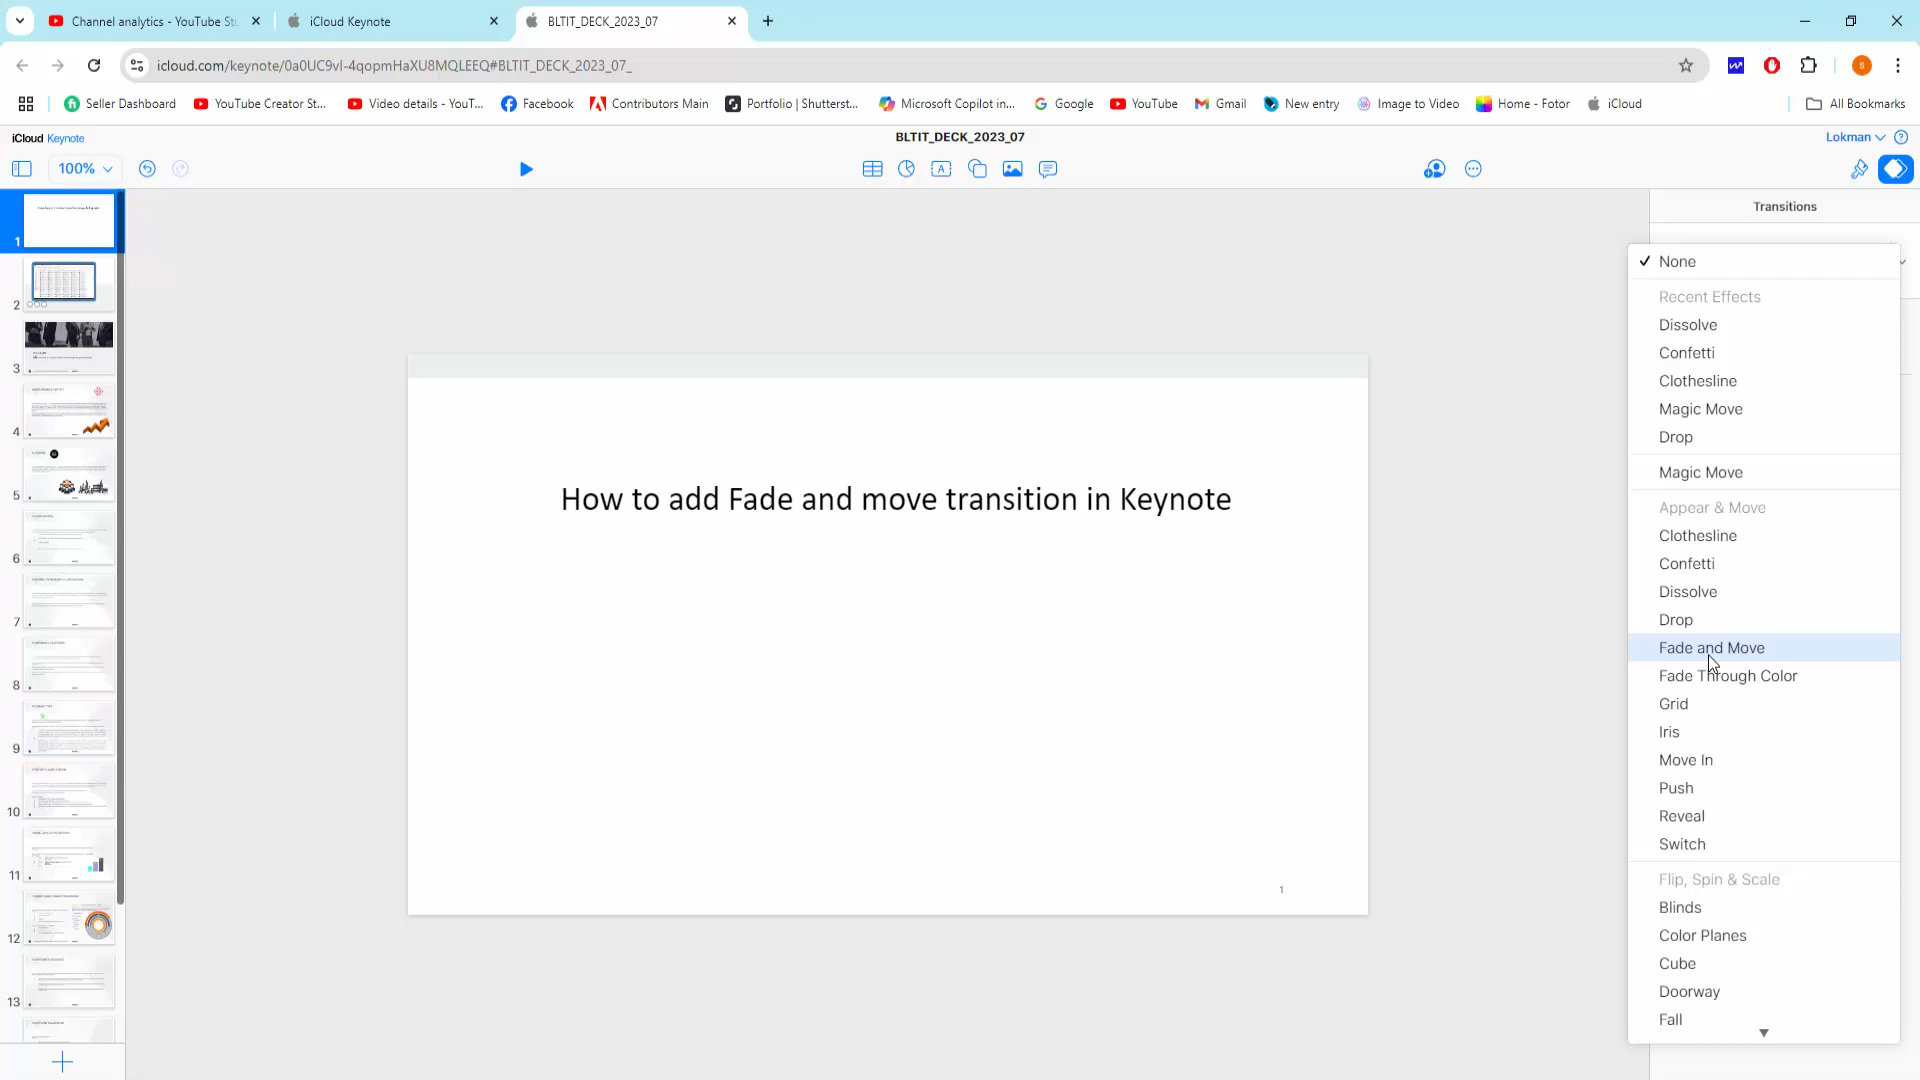 Channel analytics - YouTube Stu
iCloud Keynote
BLTIT_DECK_2023_07
icloud.com/keynote/0a0UC9vI-4qopmHaXU8MQLEEQ#BLTIT_DECK_2023_07_
S
Seller Dashboard
YouTube Creator St...
Video details - YouT...
Facebook
Contributors Main
Portfolio | Shutterst...
Microsoft Copilot in...
Google
YouTube
Gmail
New entry
Image to Video
Home - Fotor
iCloud
All Bookmarks
iCloud Keynote
BLTIT_DECK_2023_07
Lokman
100%
Transitions
None
Recent Effects
Dissolve
Confetti
Clothesline
Magic Move
Drop
Magic Move
Appear & Move
Clothesline
Confetti
Dissolve
Drop
Fade and Move
Fade Through Color
Grid
Iris
Move In
Push
Reveal
Switch
Flip, Spin & Scale
Blinds
Color Planes
Cube
Doorway
Fall
How to add Fade and move transition in Keynote
1
1
2
3
4
5
6
7
8
9
10
11
12
13